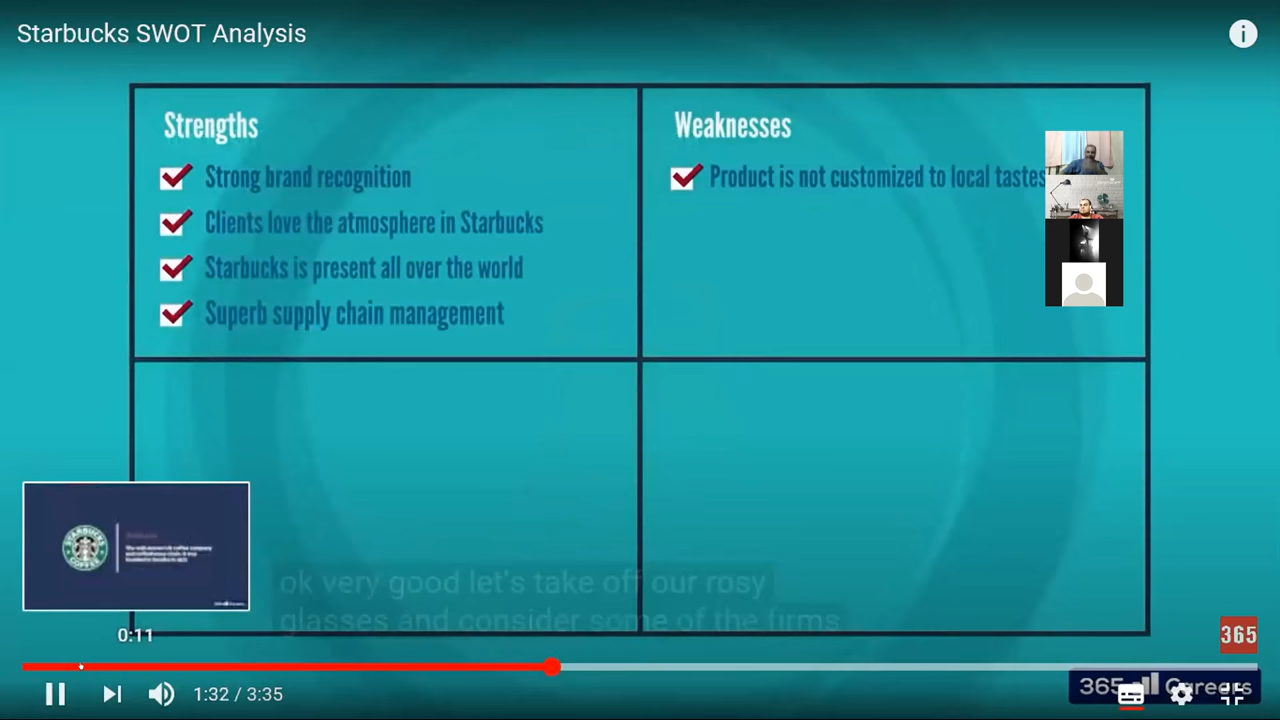 Starbucks SWOT Analysis
Strengths
Strong brand recognition
Clients love the atmosphere in Starbucks
Starbucks is present all over the world
Superb supply chain management
Weaknesses
Product is not customized to local tastes
STARBUCKS
COFFEE
ok very good let's take off our rosy
glasses and consider some of the firms
0:11
365
1:32 / 3:35
365 Careers